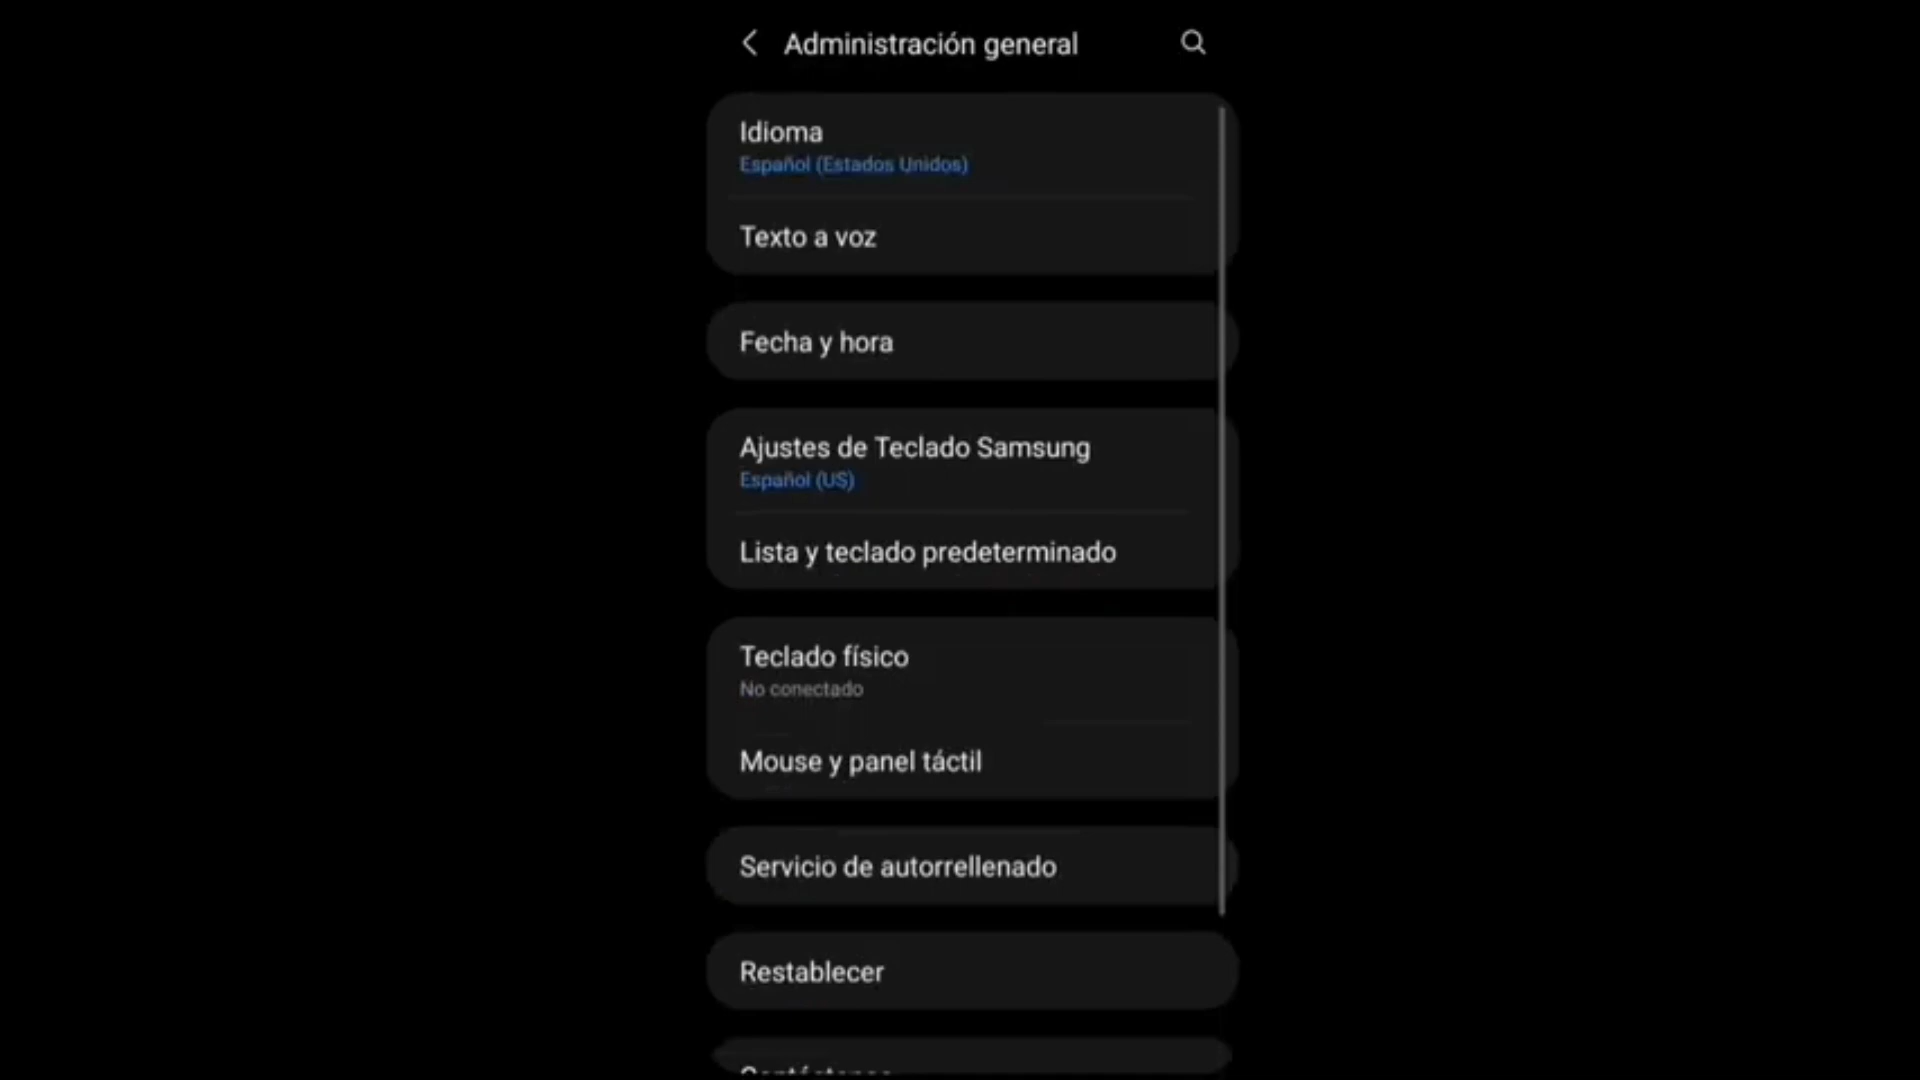 Administración general
Idioma
Español (Estados Unidos)
Texto a voz
Fecha y hora
Ajustes de Teclado Samsung
Español (US)
Lista y teclado predeterminado
Teclado físico
No conectado
Mouse y panel táctil
Servicio de autorrellenado
Restablecer